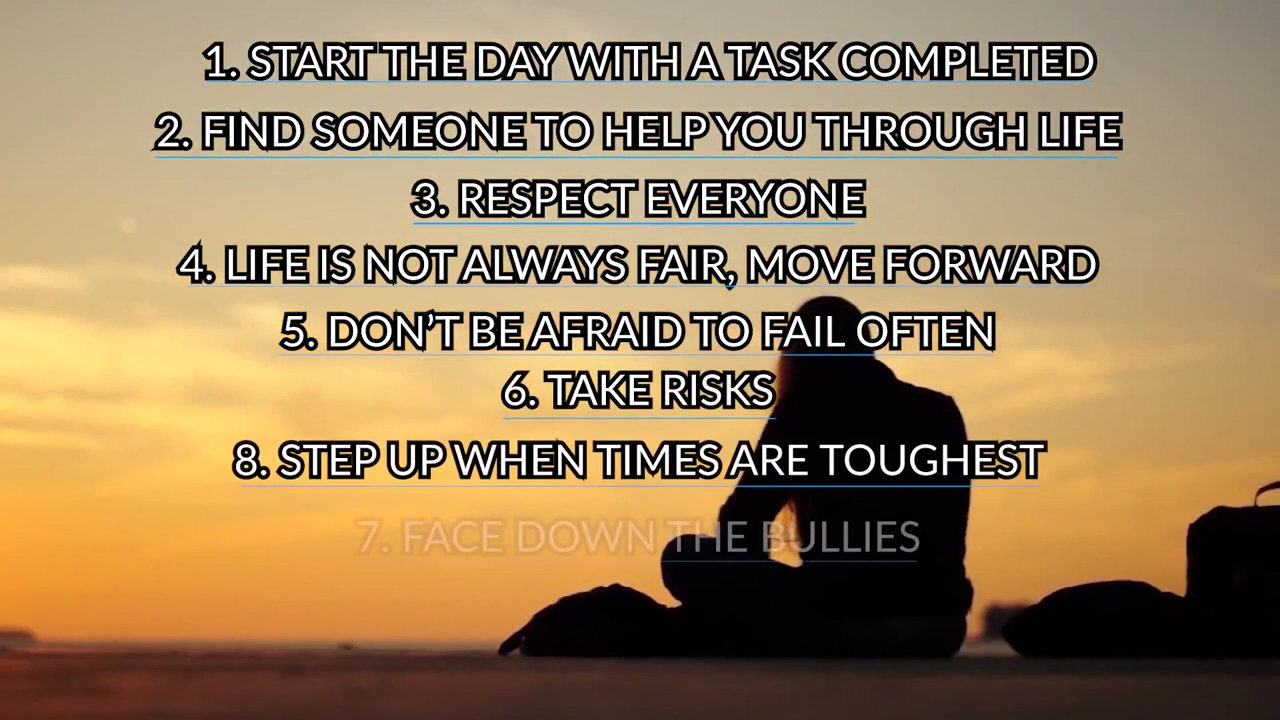 1. START THE DAY WITH A TASK COMPLETED
2. FIND SOMEONE TO HELP YOU THROUGH LIFE
3. RESPECT EVERYONE
4. LIFE IS NOT ALWAYS FAIR, MOVE FORWARD
5. DON’T BE AFRAID TO FAIL OFTEN
6. TAKE RISKS
8. STEP UP WHEN TIMES ARE TOUGHEST
7. FACE DOWN THE BULLIES